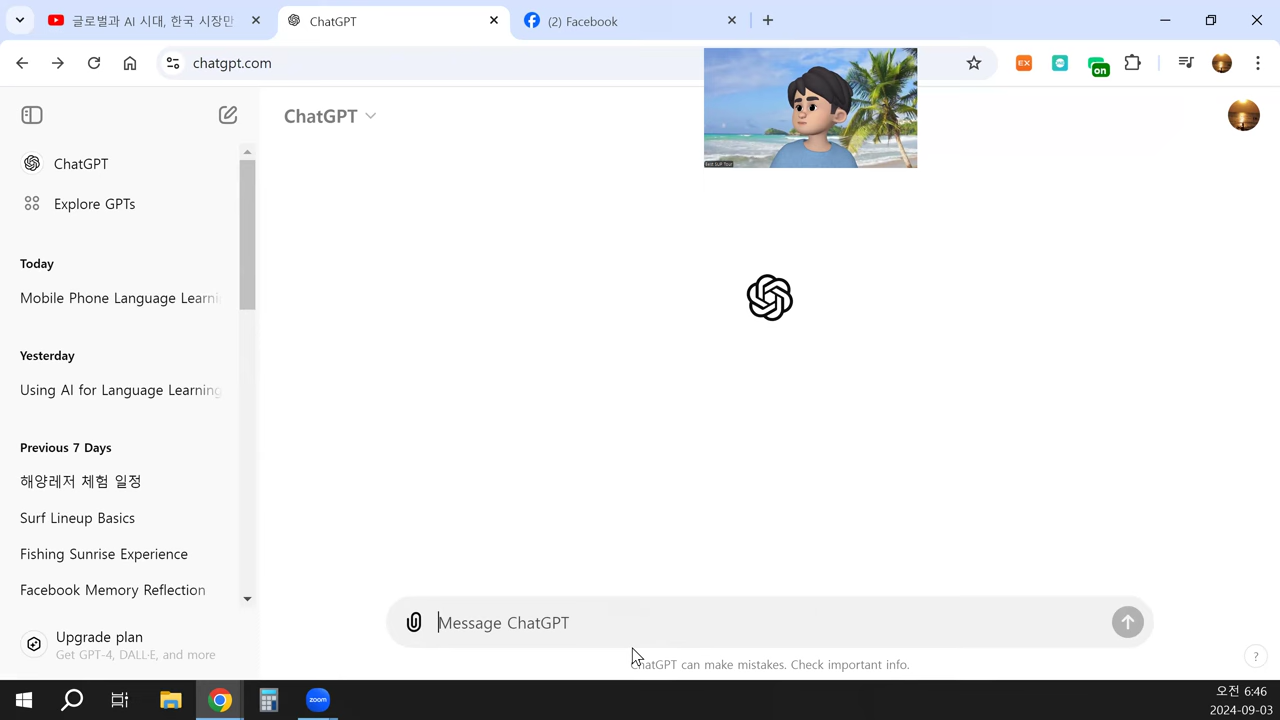 글로벌과 AI 시대, 한국 시장만
ChatGPT
(2) Facebook
chatgpt.com
EX
on
ChatGPT
ChatGPT
Explore GPTs
Today
Mobile Phone Language Learni
Yesterday
Using AI for Language Learning
Previous 7 Days
해양레저 체험 일정
Surf Lineup Basics
Fishing Sunrise Experience
Facebook Memory Reflection
Message ChatGPT
Upgrade plan
Get GPT-4, DALL·E, and more
ChatGPT can make mistakes. Check important info.
?
zoom
오전 6:46
2024-09-03